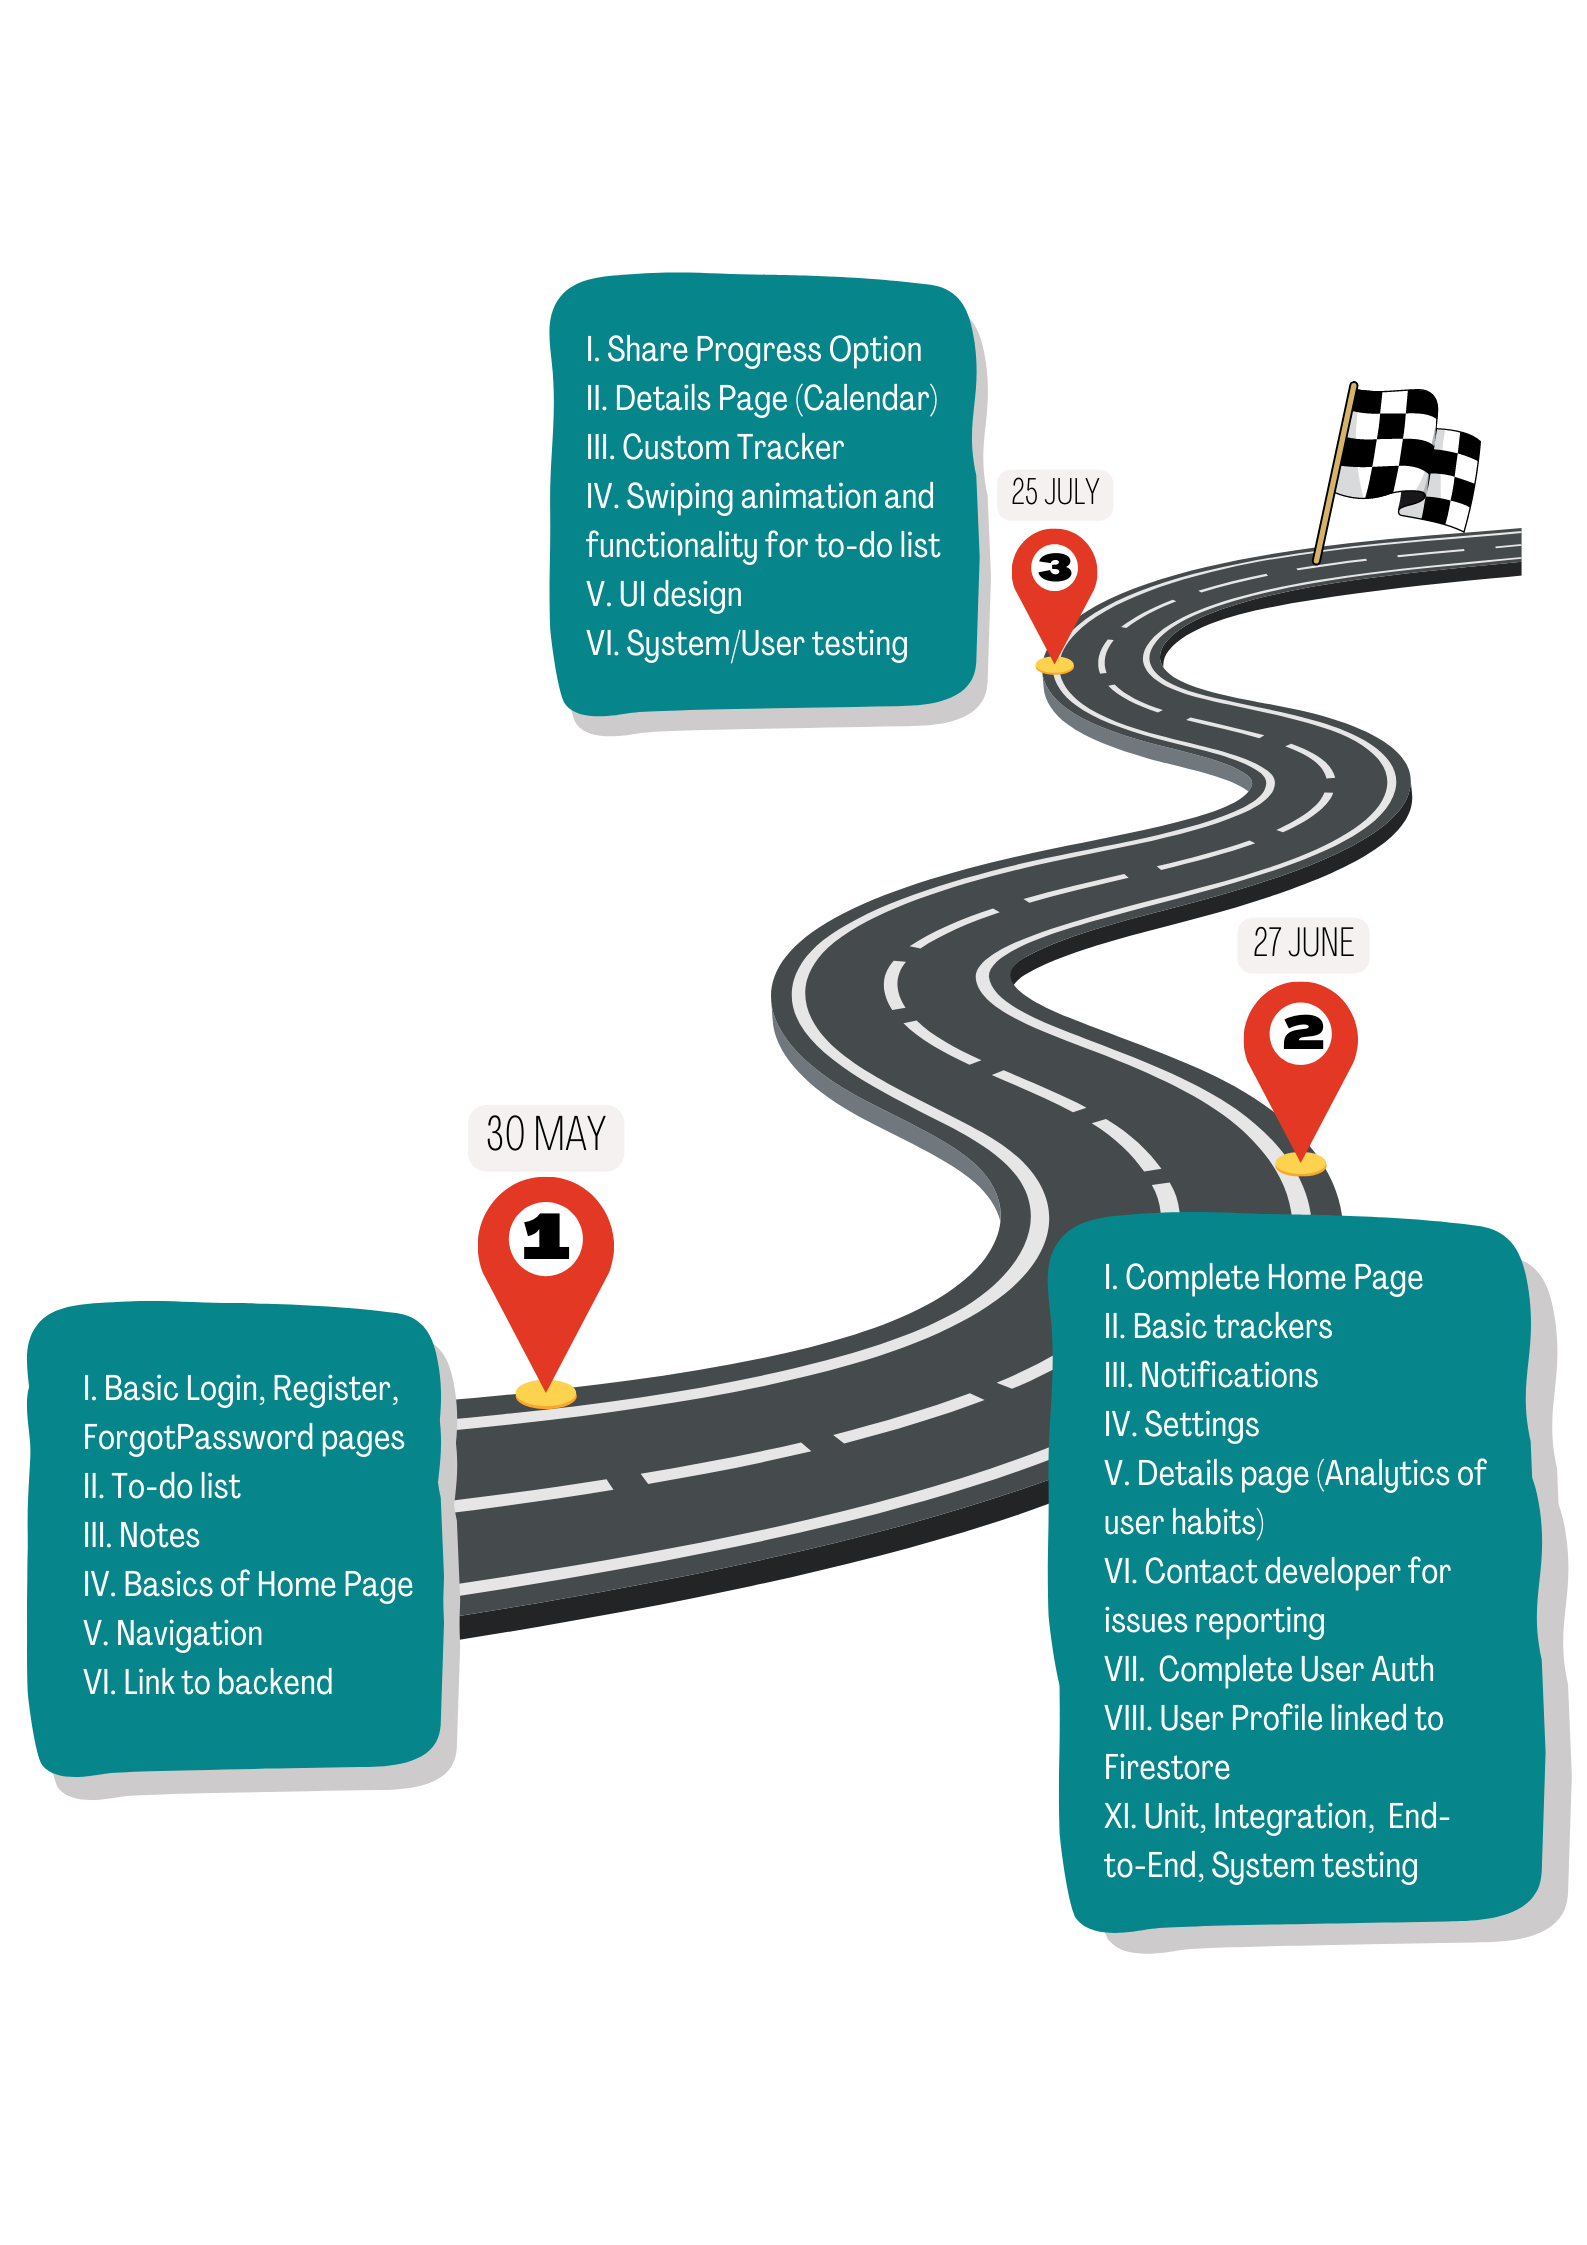 I. Share Progress Option
II. Details Page (Calendar)
III. Custom Tracker
IV. Swiping animation and
functionality for to-do list
V. UI design
VI. System/User testing
25 JULY
3
27 JUNE
2
30 MAY
1
I. Basic Login, Register,
ForgotPassword pages
II. To-do list
III. Notes
IV. Basics of Home Page
V. Navigation
VI. Link to backend
I. Complete Home Page
II. Basic trackers
III. Notifications
IV. Settings
V. Details page (Analytics of
user habits)
VI. Contact developer for
issues reporting
VII.  Complete User Auth
VIII. User Profile linked to
Firestore
XI. Unit, Integration,  End-
to-End, System testing